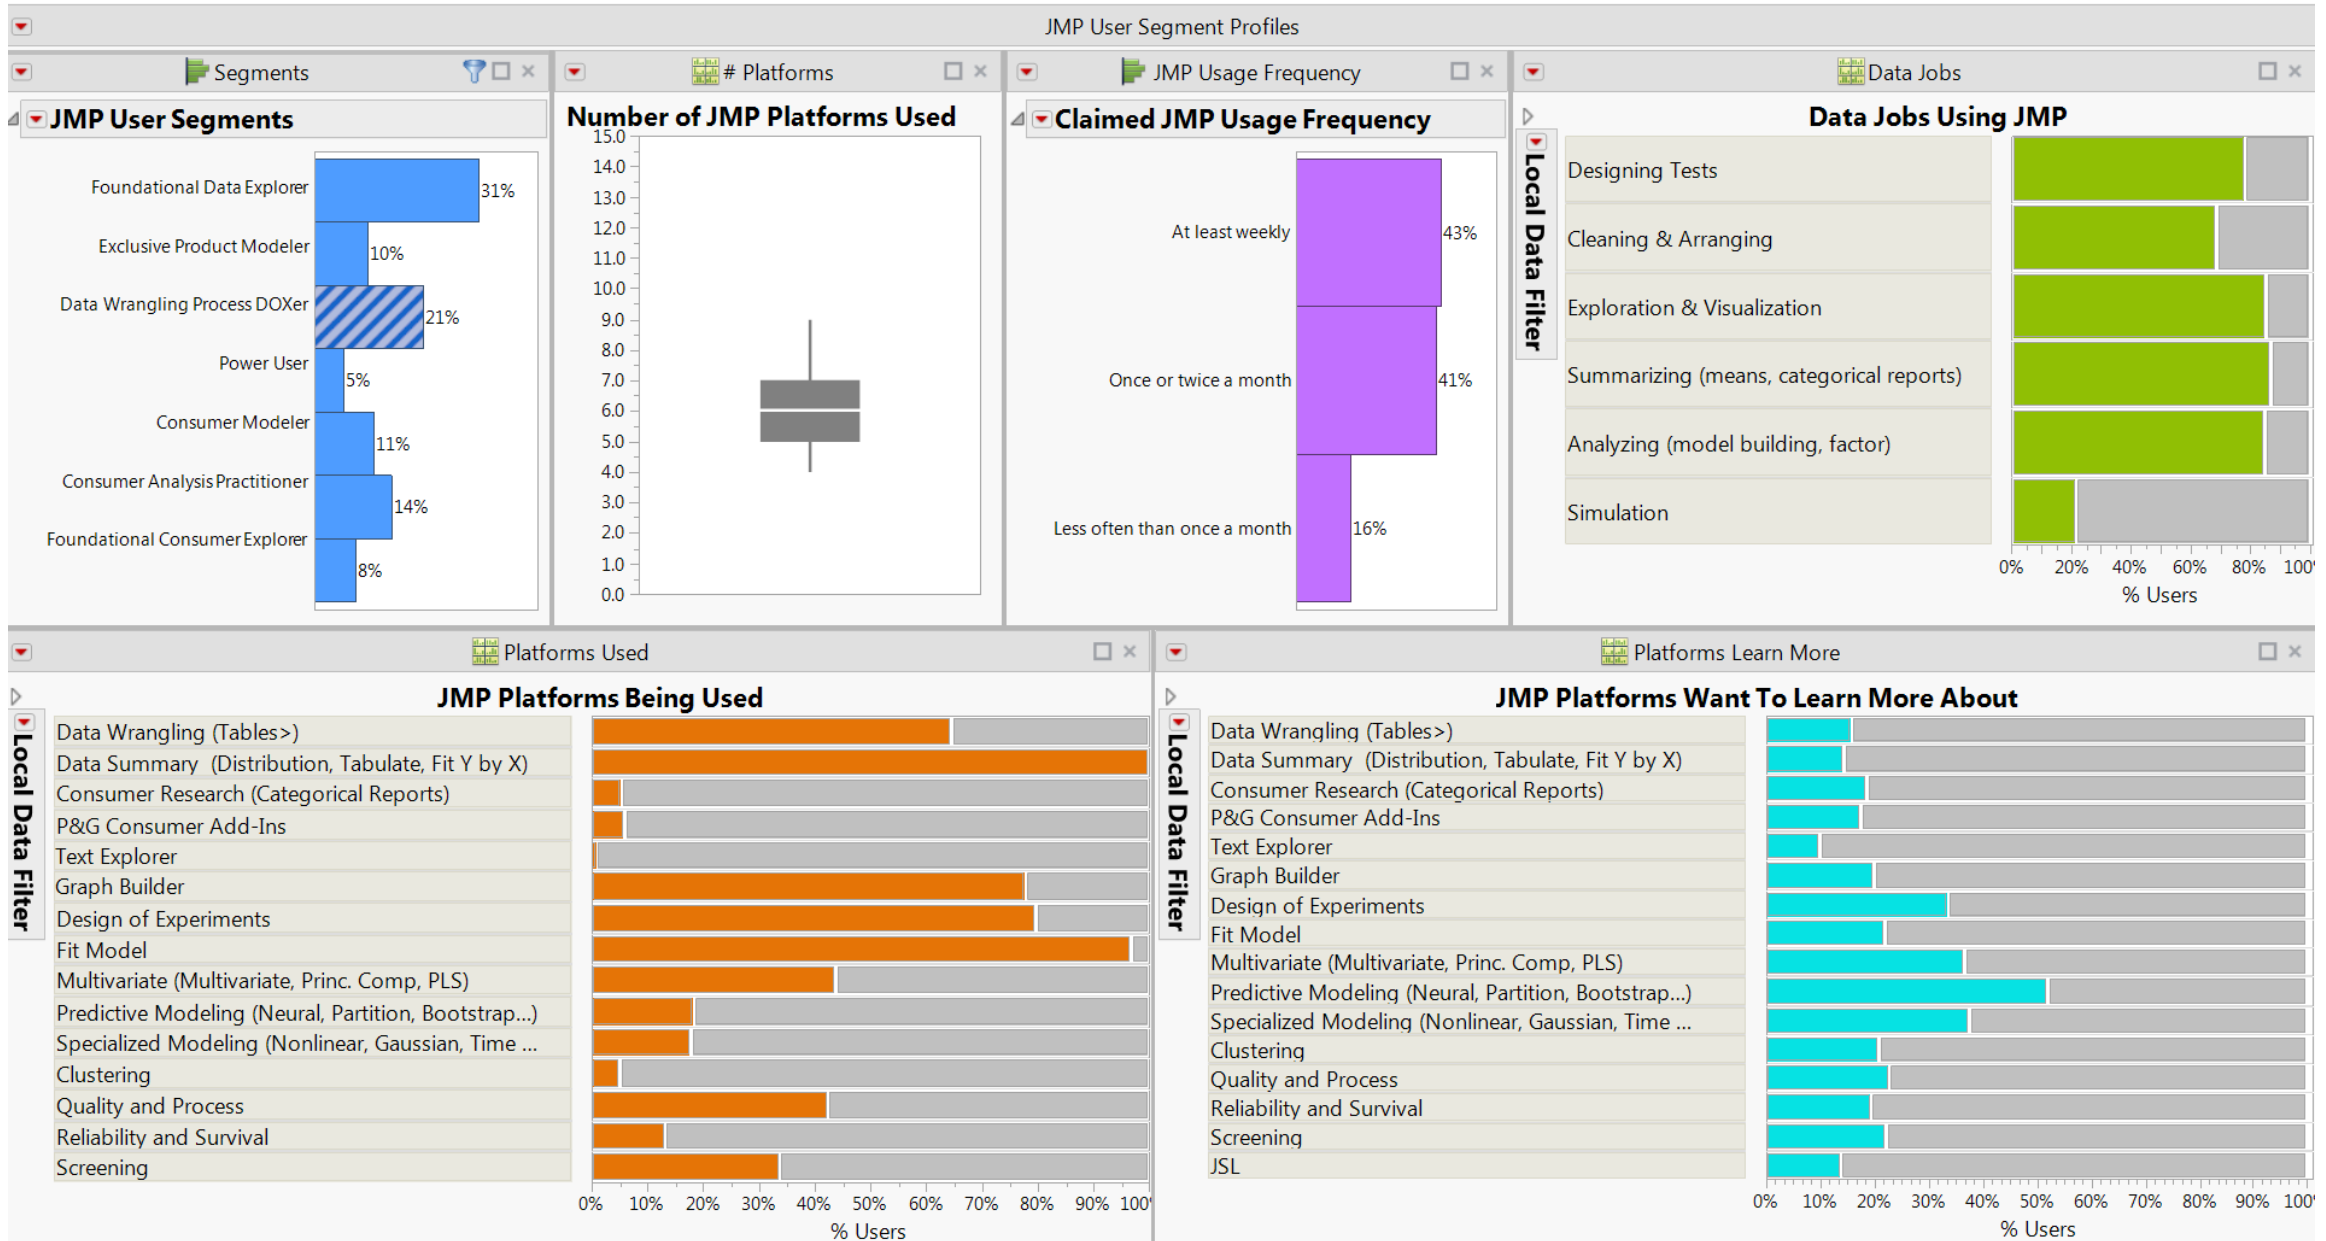 JMP User Segment Profiles
Segments
# Platforms
JMP Usage Frequency
Data Jobs
JMP User Segments
Foundational Data Explorer
31%
Exclusive Product Modeler
10%
Data Wrangling Process DOXer
21%
Power User
5%
Consumer Modeler
11%
Consumer Analysis Practitioner
14%
Foundational Consumer Explorer
8%
Number of JMP Platforms Used
15.0
14.0
13.0
12.0
11.0
10.0
9.0
8.0
7.0
6.0
5.0
4.0
3.0
2.0
1.0
0.0
Claimed JMP Usage Frequency
At least weekly
43%
Once or twice a month
41%
Less often than once a month
16%
Data Jobs Using JMP
Local Data Filter
Designing Tests
Cleaning & Arranging
Exploration & Visualization
Summarizing (means, categorical reports)
Analyzing (model building, factor)
Simulation
0% 20% 40% 60% 80% 100%
% Users
Platforms Used
JMP Platforms Being Used
Local Data Filter
Data Wrangling (Tables>)
Data Summary (Distribution, Tabulate, Fit Y by X)
Consumer Research (Categorical Reports)
P&G Consumer Add-Ins
Text Explorer
Graph Builder
Design of Experiments
Fit Model
Multivariate (Multivariate, Princ. Comp, PLS)
Predictive Modeling (Neural, Partition, Bootstrap...)
Specialized Modeling (Nonlinear, Gaussian, Time ...
Clustering
Quality and Process
Reliability and Survival
Screening
0% 10% 20% 30% 40% 50% 60% 70% 80% 90% 100%
% Users
Platforms Learn More
JMP Platforms Want To Learn More About
Local Data Filter
Data Wrangling (Tables>)
Data Summary (Distribution, Tabulate, Fit Y by X)
Consumer Research (Categorical Reports)
P&G Consumer Add-Ins
Text Explorer
Graph Builder
Design of Experiments
Fit Model
Multivariate (Multivariate, Princ. Comp, PLS)
Predictive Modeling (Neural, Partition, Bootstrap...)
Specialized Modeling (Nonlinear, Gaussian, Time ...
Clustering
Quality and Process
Reliability and Survival
Screening
JSL
0% 10% 20% 30% 40% 50% 60% 70% 80% 90% 100%
% Users